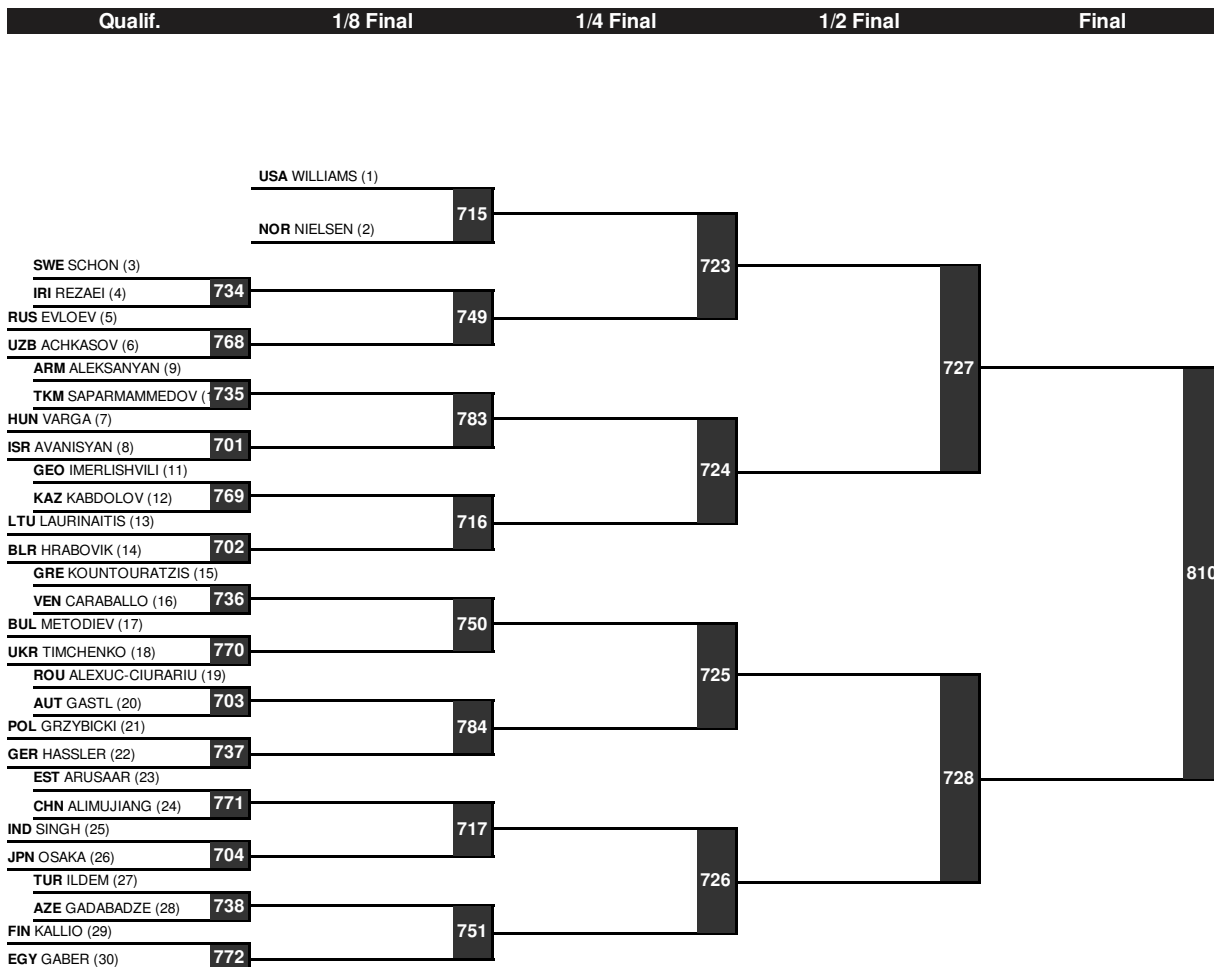 Qualif. 1/8 Final 1/4 Final 1/2 Final Final
USA WILLIAMS (1)
715
NOR NIELSEN (2)
723
SWE SCHON (3)
734
IRI REZAEI (4)
RUS EVLOEV (5)
749
768
UZB ACHKASOV (6)
ARM ALEKSANYAN (9)
727
TKM SAPARMAMMEDOV (1
735
HUN VARGA (7)
783
701
ISR AVANISYAN (8)
GEO IMERLISHVILI (11)
724
769
KAZ KABDOLOV (12)
LTU LAURINAITIS (13)
716
702
BLR HRABOVIK (14)
GRE KOUNTOURATZIS (15)
810
736
VEN CARABALLO (16)
BUL METODIEV (17)
750
770
UKR TIMCHENKO (18)
ROU ALEXUC-CIURARIU (19)
725
703
AUT GASTL (20)
POL GRZYBICKI (21)
784
737
GER HASSLER (22)
EST ARUSAAR (23)
728
771
CHN ALIMUJIANG (24)
IND SINGH (25)
717
704
JPN OSAKA (26)
TUR ILDEM (27)
726
738
AZE GADABADZE (28)
FIN KALLIO (29)
751
772
EGY GABER (30)